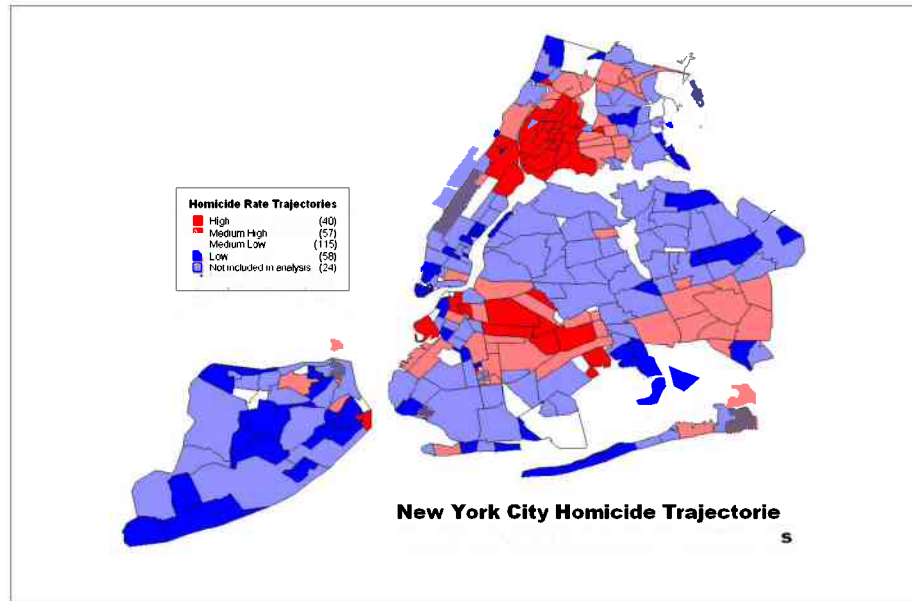 Homicide Rate Trajectories
High (40)
Medium High (57)
Medium Low (115)
Low (58)
Not included in analysis (24)
New York City Homicide Trajectorie
s